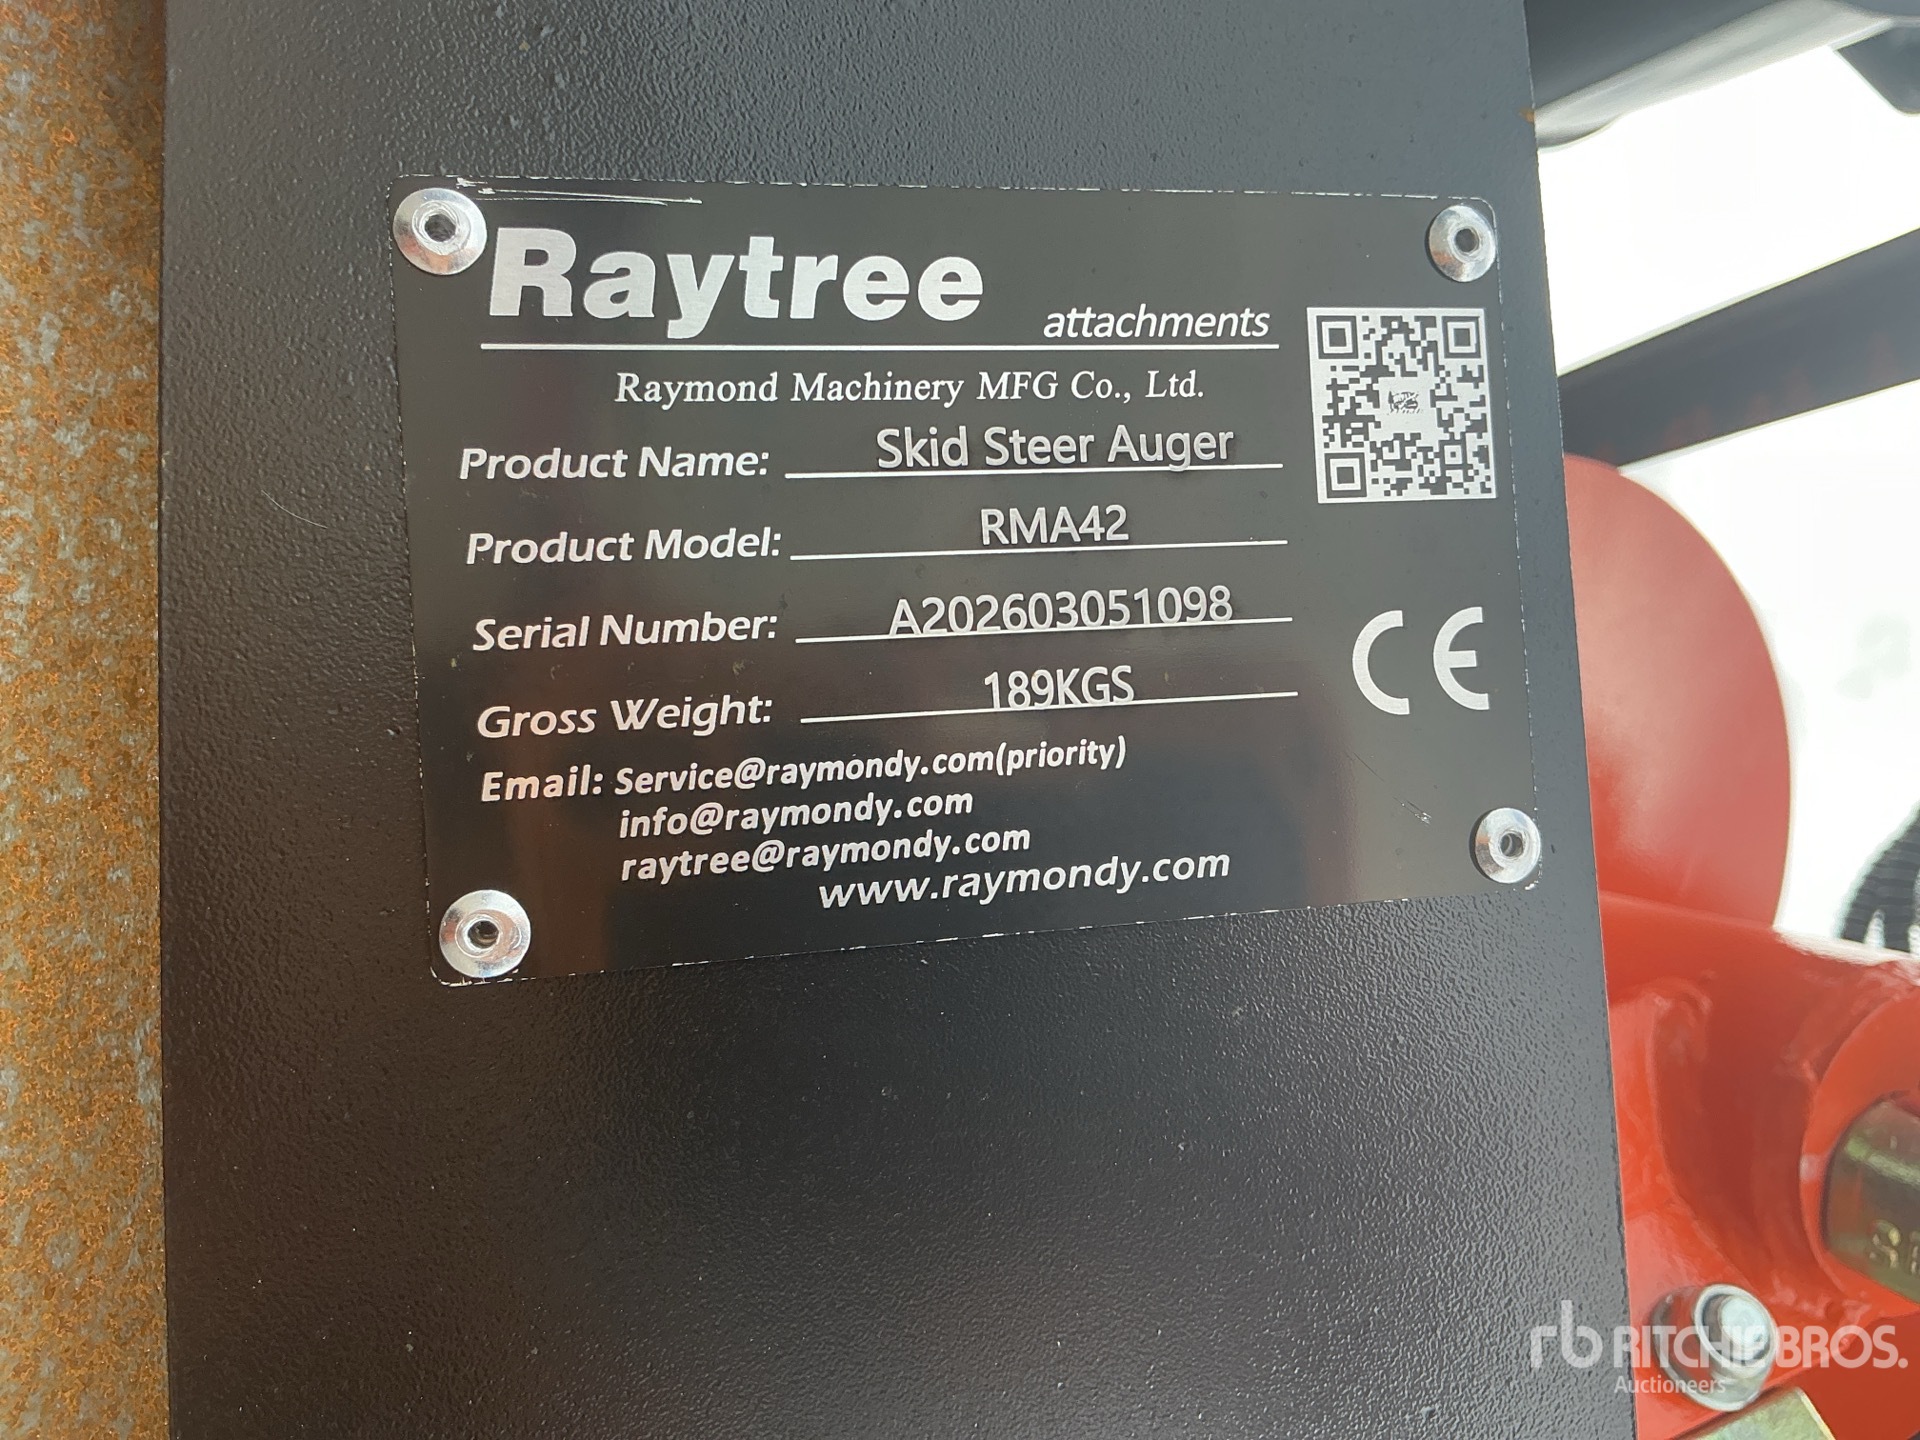 Raytree
attachments
Raymond Machinery MFG Co., Ltd.
Product Name: Skid Steer Auger
Product Model: RMA42
Serial Number: A202603051098
Gross Weight: 189KGS
CE
Email: Service@raymondy.com(priority)
info@raymondy.com
raytree@raymondy.com
www.raymondy.com
rb RITCHIE BROS.
Auctioneers